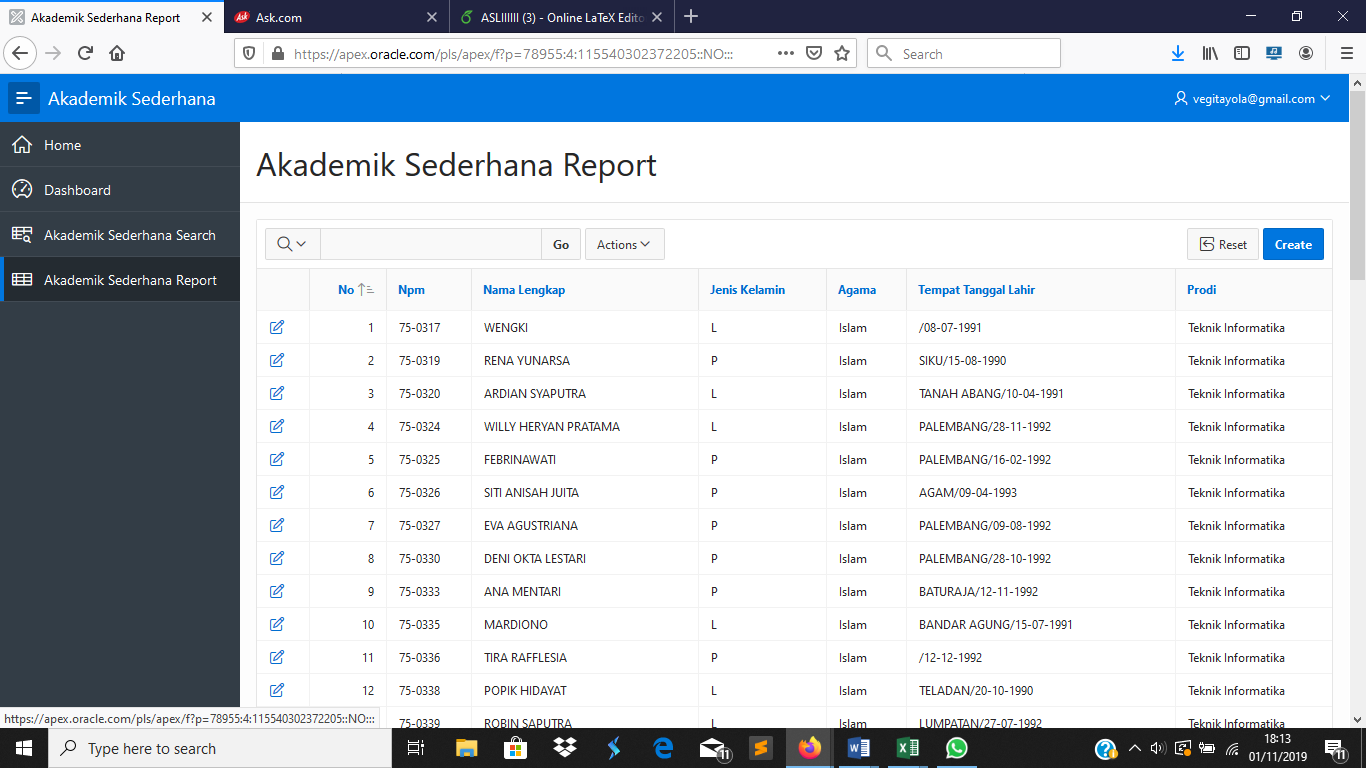 Akademik Sederhana Report
Ask.com
ASLIIIIII (3) - Online LaTeX Edito
https://apex.oracle.com/pls/apex/f?p=78955:4:115540302372205::NO:::
Search
Akademik Sederhana
vegitayola@gmail.com
Home
Dashboard
Akademik Sederhana Search
Akademik Sederhana Report
Akademik Sederhana Report
Go
Actions
Reset
Create
No Npm Nama Lengkap Jenis Kelamin Agama Tempat Tanggal Lahir Prodi
1 75-0317 WENGKI L Islam /08-07-1991 Teknik Informatika
2 75-0319 RENA YUNARSA P Islam SIKU/15-08-1990 Teknik Informatika
3 75-0320 ARDIAN SYAPUTRA L Islam TANAH ABANG/10-04-1991 Teknik Informatika
4 75-0324 WILLY HERYAN PRATAMA L Islam PALEMBANG/28-11-1992 Teknik Informatika
5 75-0325 FEBRINAWATI P Islam PALEMBANG/16-02-1992 Teknik Informatika
6 75-0326 SITI ANISAH JUITA P Islam AGAM/09-04-1993 Teknik Informatika
7 75-0327 EVA AGUSTRIANA P Islam PALEMBANG/09-08-1992 Teknik Informatika
8 75-0330 DENI OKTA LESTARI P Islam PALEMBANG/28-10-1992 Teknik Informatika
9 75-0333 ANA MENTARI P Islam BATURAJA/12-11-1992 Teknik Informatika
10 75-0335 MARDIONO L Islam BANDAR AGUNG/15-07-1991 Teknik Informatika
11 75-0336 TIRA RAFFLESIA P Islam /12-12-1992 Teknik Informatika
12 75-0338 POPIK HIDAYAT L Islam TELADAN/20-10-1990 Teknik Informatika
75-0339 ROBIN SAPUTRA L Islam LUMPATAN/27-07-1992 Teknik Informatika
https://apex.oracle.com/pls/apex/f?p=78955:4:115540302372205::NO:::
Type here to search
11
18:13
01/11/2019
11